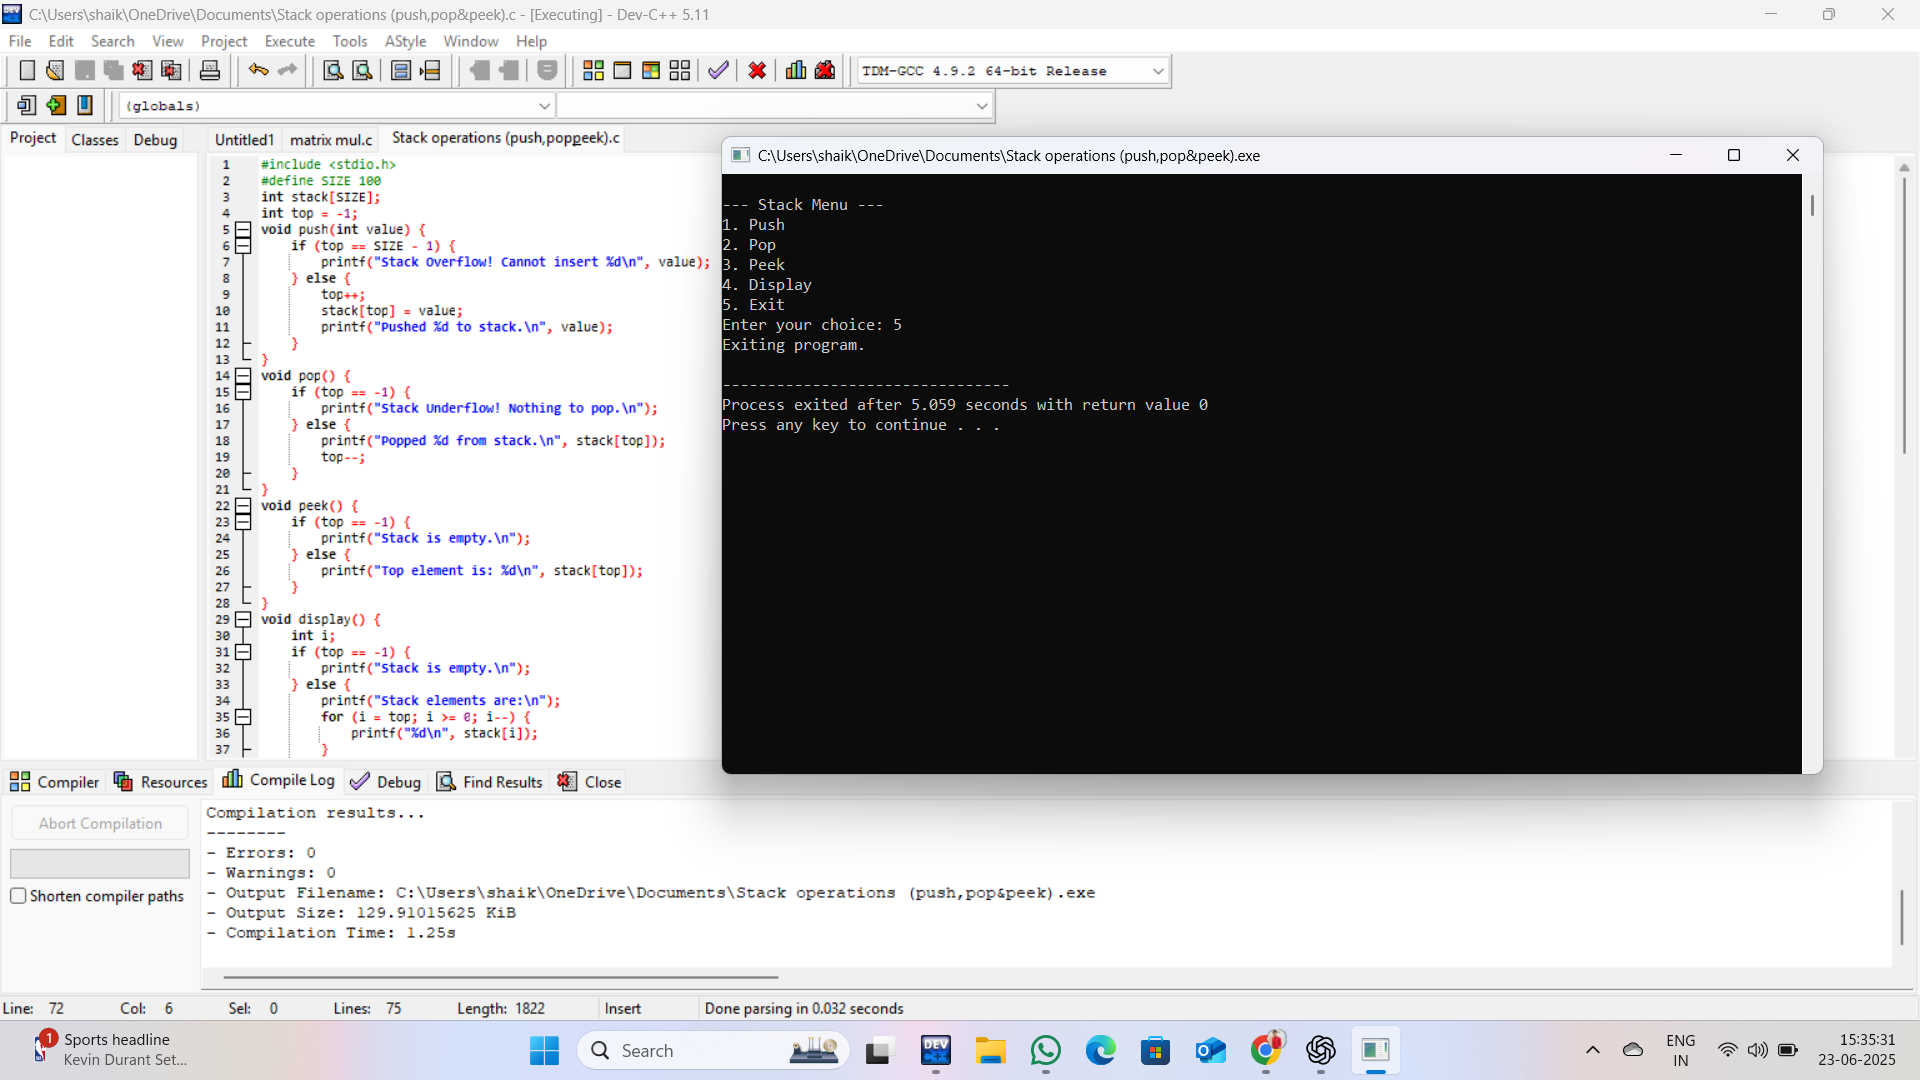 C:\Users\shaik\OneDrive\Documents\Stack operations (push,pop&peek).c - [Executing] - Dev-C++ 5.11
File Edit Search View Project Execute Tools AStyle Window Help
TDM-GCC 4.9.2 64-bit Release
(globals)
Project Classes Debug
Untitled1 matrix mul.c Stack operations (push,poppeek).c
1 #include <stdio.h>
2 #define SIZE 100
3 int stack[SIZE];
4 int top = -1;
5 void push(int value) {
6 if (top == SIZE - 1) {
7 printf("Stack Overflow! Cannot insert %d\n", value);
8 } else {
9 top++;
10 stack[top] = value;
11 printf("Pushed %d to stack.\n", value);
12 }
13 }
14 void pop() {
15 if (top == -1) {
16 printf("Stack Underflow! Nothing to pop.\n");
17 } else {
18 printf("Popped %d from stack.\n", stack[top]);
19 top--;
20 }
21 }
22 void peek() {
23 if (top == -1) {
24 printf("Stack is empty.\n");
25 } else {
26 printf("Top element is: %d\n", stack[top]);
27 }
28 }
29 void display() {
30 int i;
31 if (top == -1) {
32 printf("Stack is empty.\n");
33 } else {
34 printf("Stack elements are:\n");
35 for (i = top; i >= 0; i--) {
36 printf("%d\n", stack[i]);
37 }
C:\Users\shaik\OneDrive\Documents\Stack operations (push,pop&peek).exe
--- Stack Menu ---
1. Push
2. Pop
3. Peek
4. Display
5. Exit
Enter your choice: 5
Exiting program.
--------------------------------
Process exited after 5.059 seconds with return value 0
Press any key to continue . . .
Compiler Resources Compile Log Debug Find Results Close
Abort Compilation
Shorten compiler paths
Compilation results...
--------
- Errors: 0
- Warnings: 0
- Output Filename: C:\Users\shaik\OneDrive\Documents\Stack operations (push,pop&peek).exe
- Output Size: 129.91015625 KiB
- Compilation Time: 1.25s
Line: 72 Col: 6 Sel: 0 Lines: 75 Length: 1822 Insert Done parsing in 0.032 seconds
1
Sports headline
Kevin Durant Set...
Search
DEV C++
ENG
IN
15:35:31
23-06-2025